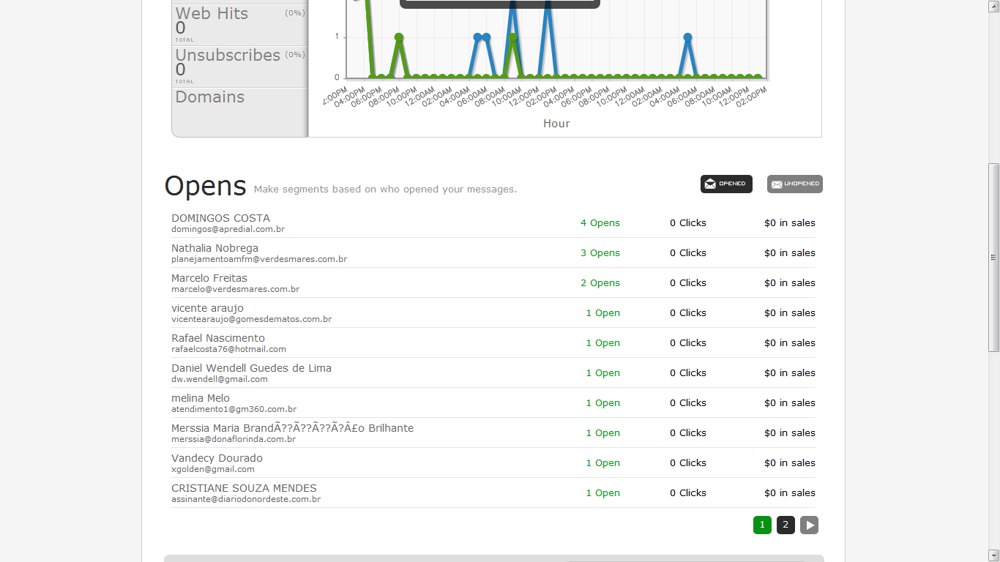 Web Hits (0%)
0
TOTAL
Unsubscribes (0%)
0
TOTAL
Domains
1
0
2:00PM 04:00PM 06:00PM 08:00PM 10:00PM 12:00AM 02:00AM 04:00AM 06:00AM 08:00AM 10:00AM 12:00PM 02:00PM 04:00PM 06:00PM 08:00PM 10:00PM 12:00AM 02:00AM 04:00AM 06:00AM 08:00AM 10:00AM 12:00PM 02:00PM
Hour
Opens Make segments based on who opened your messages. OPENED UNOPENED
DOMINGOS COSTA
domingos@apredial.com.br
4 Opens 0 Clicks $0 in sales
Nathalia Nobrega
planejamentoamfm@verdesmares.com.br
3 Opens 0 Clicks $0 in sales
Marcelo Freitas
marcelo@verdesmares.com.br
2 Opens 0 Clicks $0 in sales
vicente araujo
vicentearaujo@gomesdematos.com.br
1 Open 0 Clicks $0 in sales
Rafael Nascimento
rafaelcosta76@hotmail.com
1 Open 0 Clicks $0 in sales
Daniel Wendell Guedes de Lima
dw.wendell@gmail.com
1 Open 0 Clicks $0 in sales
melina Melo
atendimento1@gm360.com.br
1 Open 0 Clicks $0 in sales
Merssia Maria BrandÃ??Ã??Ã??Ã?Â£o Brilhante
merssia@donaflorinda.com.br
1 Open 0 Clicks $0 in sales
Vandecy Dourado
xgolden@gmail.com
1 Open 0 Clicks $0 in sales
CRISTIANE SOUZA MENDES
assinante@diariodonordeste.com.br
1 Open 0 Clicks $0 in sales
1 2